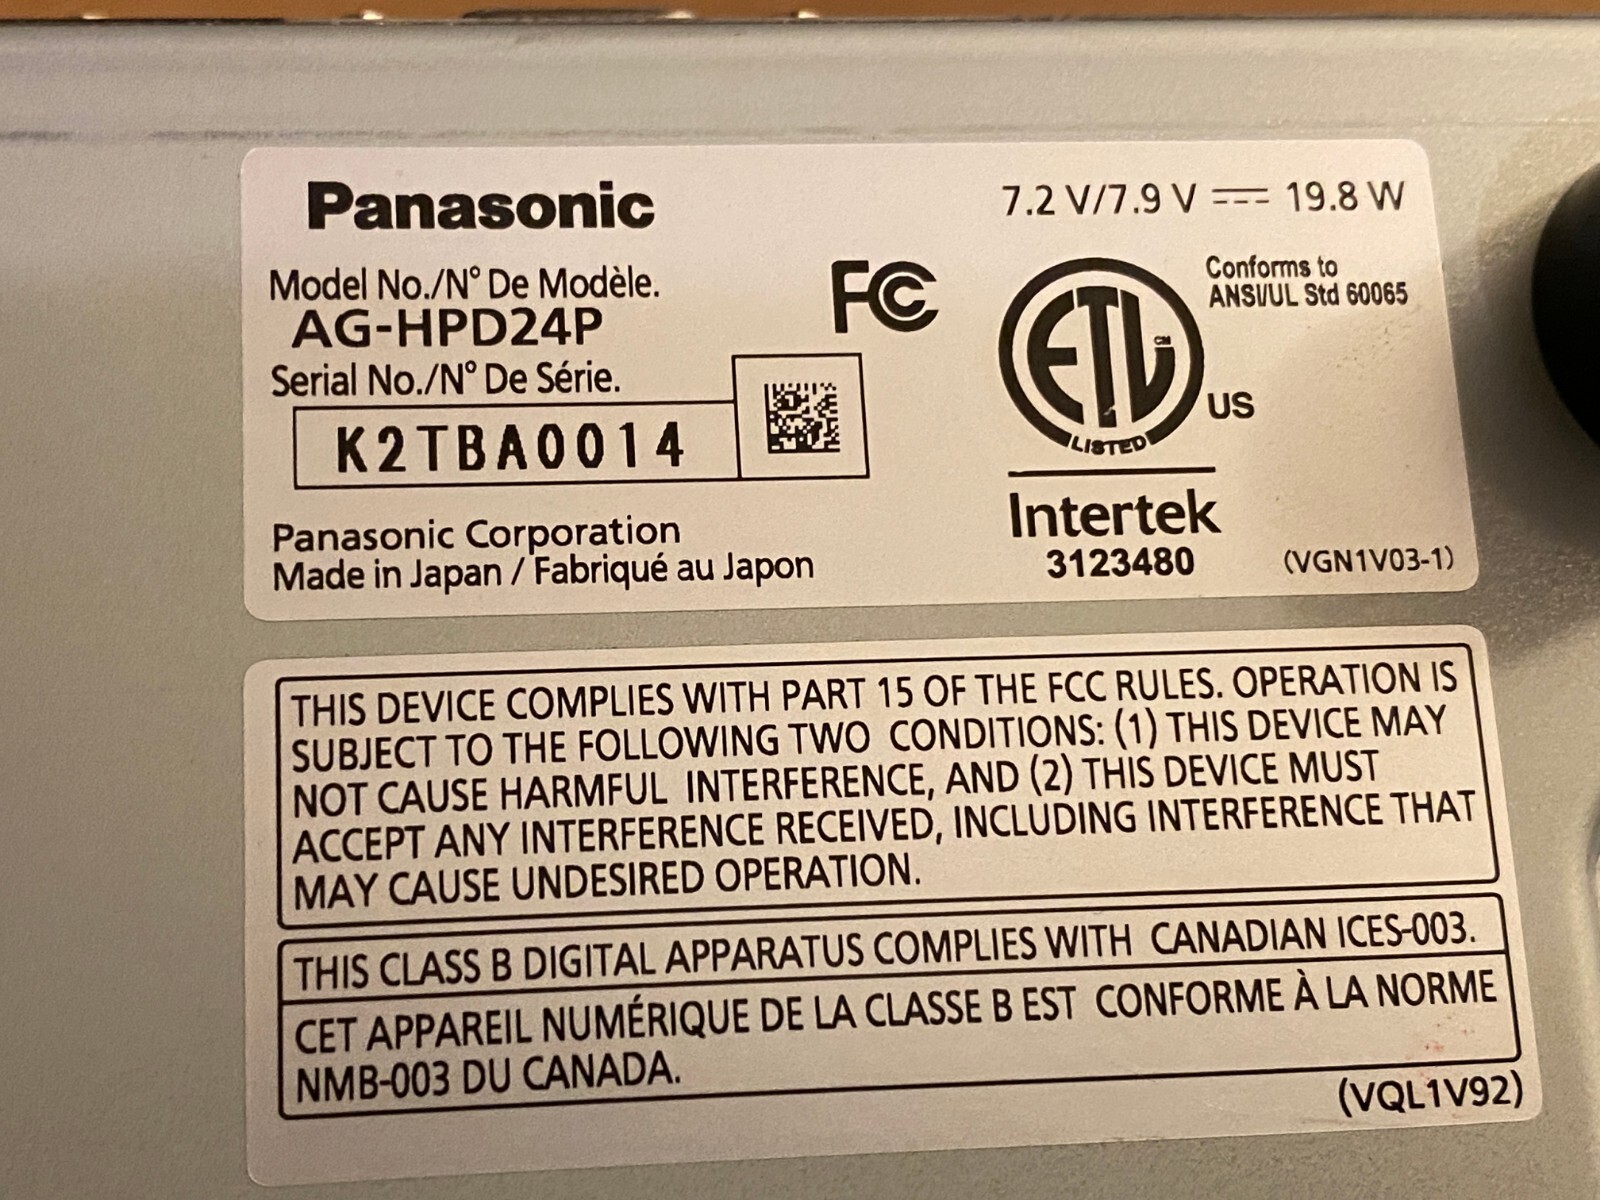 Panasonic
7.2 V/7.9 V ⎓ 19.8 W
Model No./N° De Modèle.
AG-HPD24P
Serial No./N° De Série.
K2TBA0014
Panasonic Corporation
Made in Japan / Fabriqué au Japon
FC
Conforms to
ANSI/UL Std 60065
ETL
CM
LISTED
US
Intertek
3123480
(VGN1V03-1)
THIS DEVICE COMPLIES WITH PART 15 OF THE FCC RULES. OPERATION IS
SUBJECT TO THE FOLLOWING TWO CONDITIONS: (1) THIS DEVICE MAY
NOT CAUSE HARMFUL INTERFERENCE, AND (2) THIS DEVICE MUST
ACCEPT ANY INTERFERENCE RECEIVED, INCLUDING INTERFERENCE THAT
MAY CAUSE UNDESIRED OPERATION.
THIS CLASS B DIGITAL APPARATUS COMPLIES WITH CANADIAN ICES-003.
CET APPAREIL NUMÉRIQUE DE LA CLASSE B EST CONFORME À LA NORME
NMB-003 DU CANADA.
(VQL1V92)